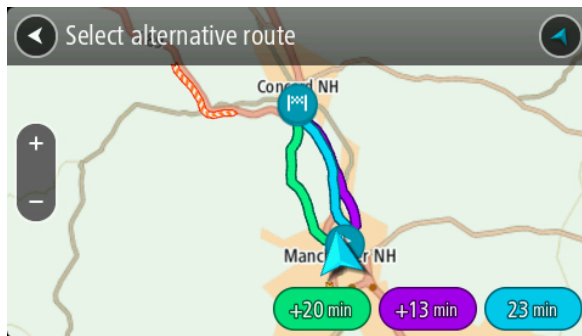 Select alternative route
Concord NH
+
−
NH
+20 min
+13 min
23 min